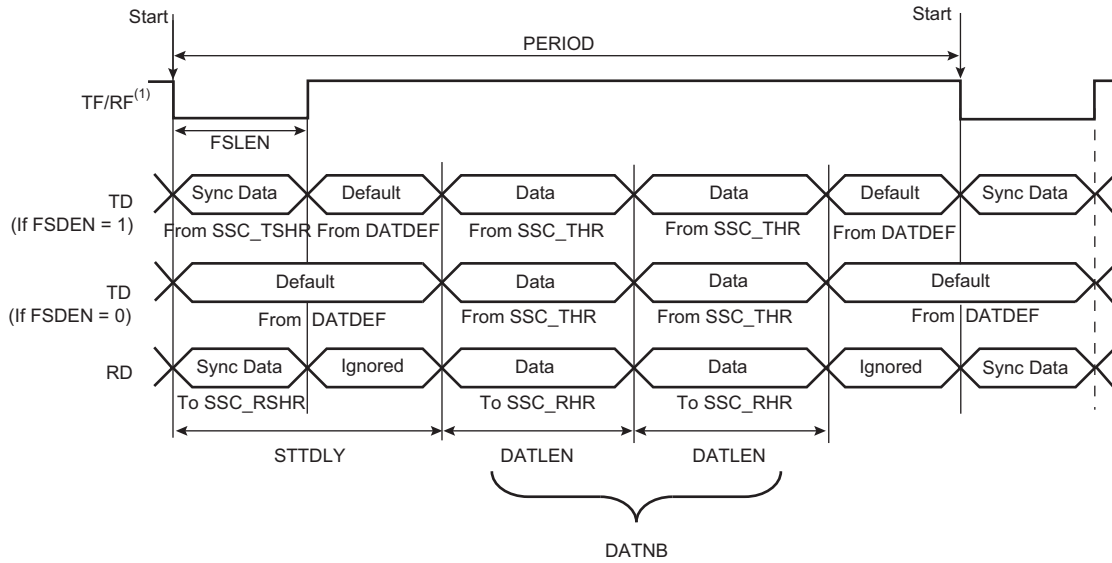 Start
Start
PERIOD
TF/RF(1)
FSLEN
TD
(If FSDEN = 1)
Sync Data
Default
Data
Data
Default
Sync Data
From SSC_TSHR
From DATDEF
From SSC_THR
From SSC_THR
From DATDEF
TD
(If FSDEN = 0)
Default
Data
Data
Default
From DATDEF
From SSC_THR
From SSC_THR
From DATDEF
RD
Sync Data
Ignored
Data
Data
Ignored
Sync Data
To SSC_RSHR
To SSC_RHR
To SSC_RHR
STTDLY
DATLEN
DATLEN
DATNB